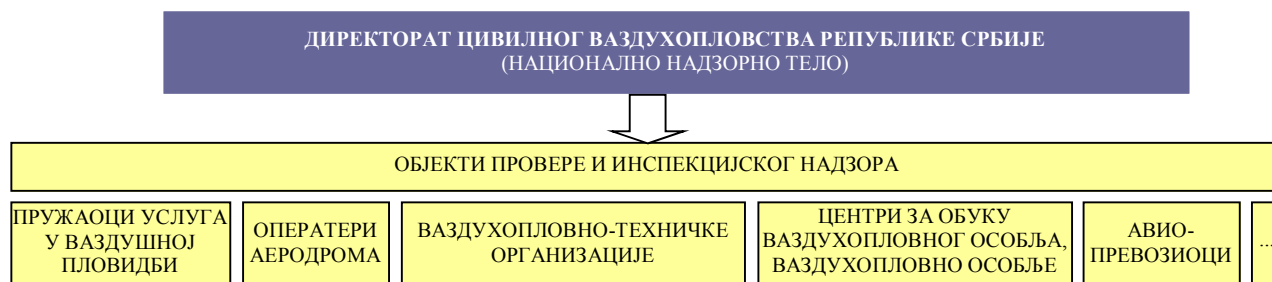 ДИРЕКТОРАТ ЦИВИЛНОГ ВАЗДУХОПЛОВСТВА РЕПУБЛИКЕ СРБИЈЕ
(НАЦИОНАЛНО НАДЗОРНО ТЕЛО)
ОБЈЕКТИ ПРОВЕРЕ И ИНСПЕКЦИЈСКОГ НАДЗОРА
ПРУЖАОЦИ УСЛУГА
У ВАЗДУШНОЈ
ПЛОВИДБИ
ОПЕРАТЕРИ
АЕРОДРОМА
ВАЗДУХОПЛОВНО-ТЕХНИЧКЕ
ОРГАНИЗАЦИЈЕ
ЦЕНТРИ ЗА ОБУКУ
ВАЗДУХОПЛОВНОГ ОСОБЉА,
ВАЗДУХОПЛОВНО ОСОБЉЕ
АВИО-
ПРЕВОЗИОЦИ
...